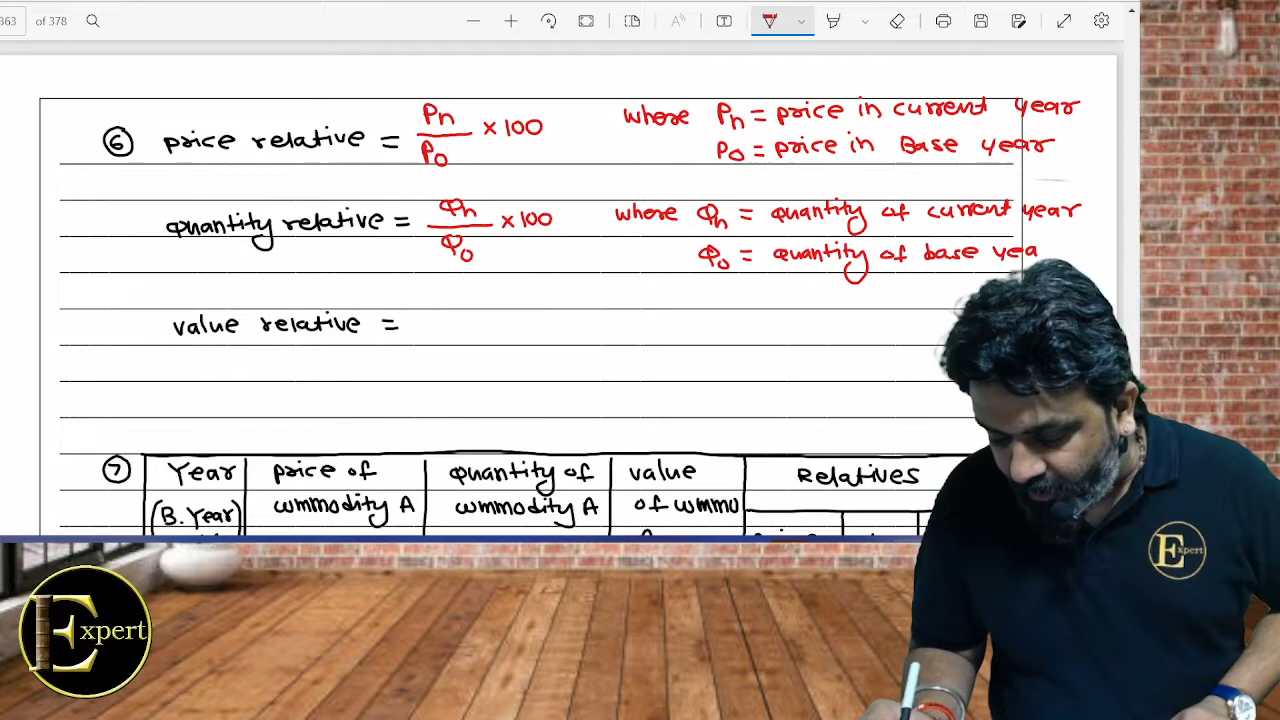 363 of 378
⑥ price relative = Pn/P0 × 100 where Pn = price in current year
P0 = price in Base year
quantity relative = Qn/Q0 × 100 where Qn = quantity of current year
Q0 = quantity of base yea
value relative =
⑦ Year price of quantity of value Relatives
(B.Year) commodity A commodity A of commo
Expert
Expert